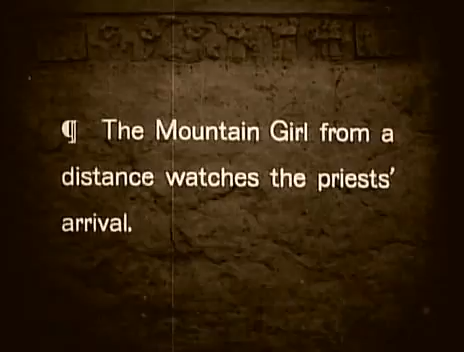 ¶ The Mountain Girl from a
distance watches the priests'
arrival.